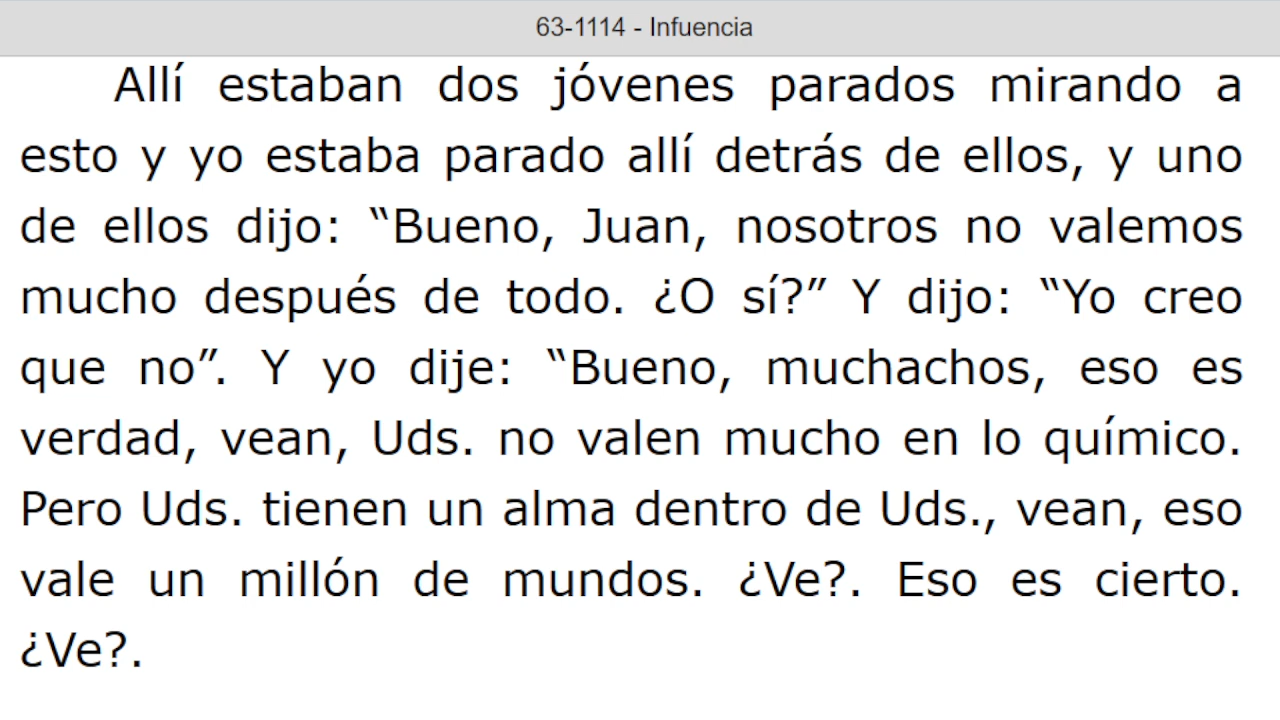 63-1114 - Infuencia
Allí estaban dos jóvenes parados mirando a
esto y yo estaba parado allí detrás de ellos, y uno
de ellos dijo: “Bueno, Juan, nosotros no valemos
mucho después de todo. ¿O sí?” Y dijo: “Yo creo
que no”. Y yo dije: “Bueno, muchachos, eso es
verdad, vean, Uds. no valen mucho en lo químico.
Pero Uds. tienen un alma dentro de Uds., vean, eso
vale un millón de mundos. ¿Ve?. Eso es cierto.
¿Ve?.